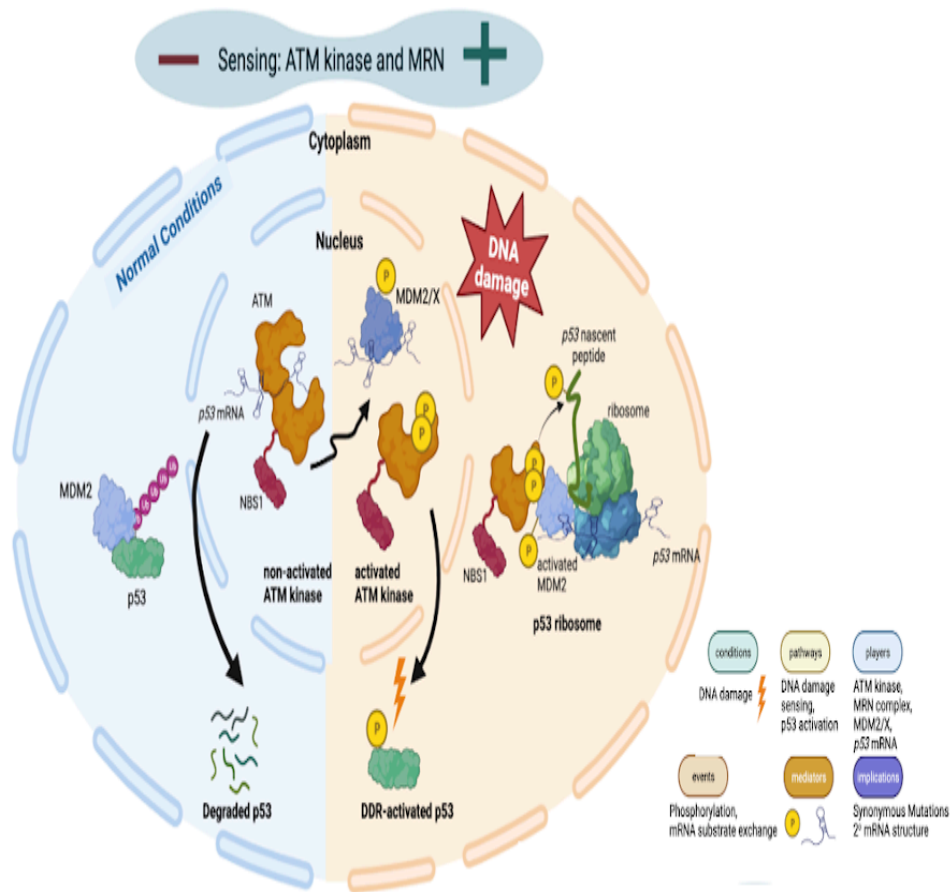 Sensing: ATM kinase and MRN
Cytoplasm
Normal Conditions
Nucleus
DNA
damage
P
MDM2/X
ATM
p53 nascent
peptide
P
ribosome
p53 mRNA
P
P
MDM2
NBS1
P
P
P
activated
MDM2
NBS1
p53 mRNA
p53
non-activated
ATM kinase
activated
ATM kinase
p53 ribosome
P
Degraded p53
DDR-activated p53
conditions
DNA damage
pathways
DNA damage
sensing,
p53 activation
players
ATM kinase,
MRN complex,
MDM2/X,
p53 mRNA
events
Phosphorylation,
mRNA substrate exchange
mediators
P
implications
Synonymous Mutations
2° mRNA structure